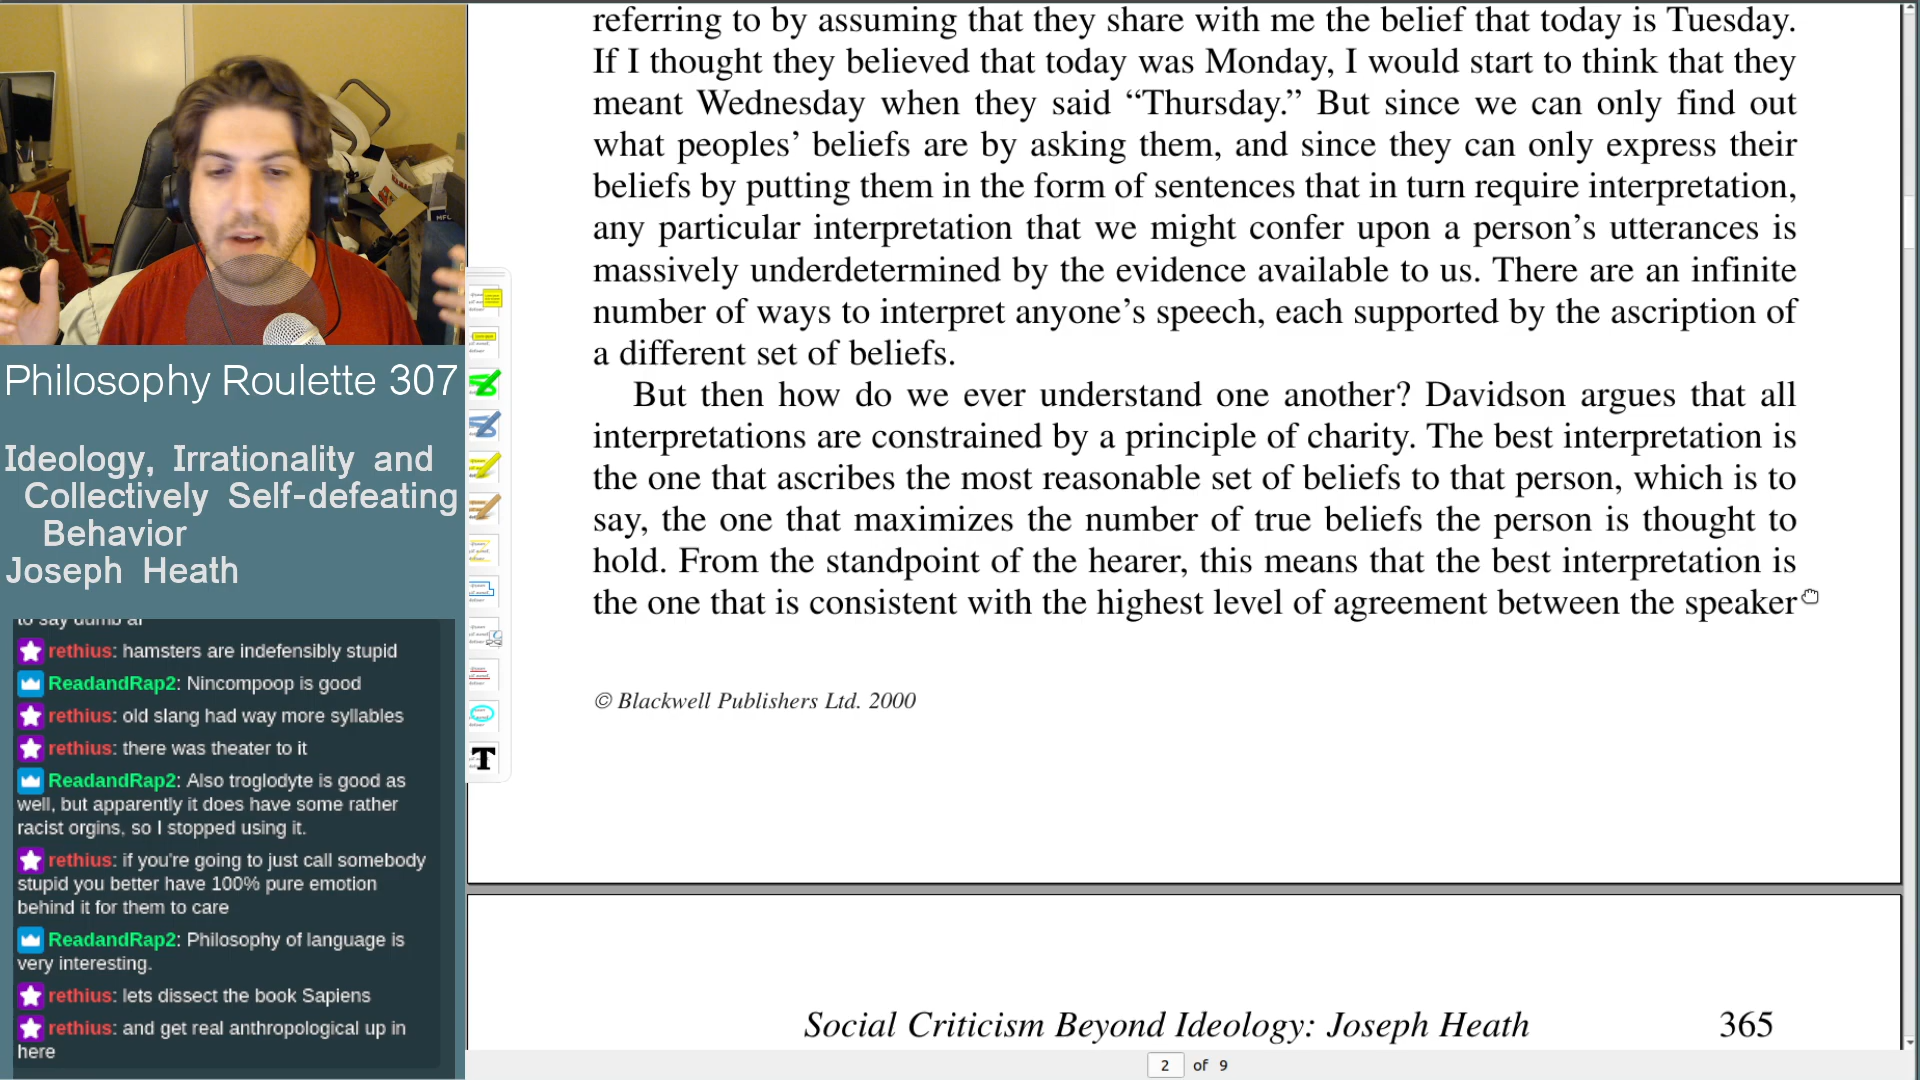 referring to by assuming that they share with me the belief that today is Tuesday.
If I thought they believed that today was Monday, I would start to think that they
meant Wednesday when they said “Thursday.” But since we can only find out
what peoples’ beliefs are by asking them, and since they can only express their
beliefs by putting them in the form of sentences that in turn require interpretation,
any particular interpretation that we might confer upon a person’s utterances is
massively underdetermined by the evidence available to us. There are an infinite
number of ways to interpret anyone’s speech, each supported by the ascription of
a different set of beliefs.
But then how do we ever understand one another? Davidson argues that all
interpretations are constrained by a principle of charity. The best interpretation is
the one that ascribes the most reasonable set of beliefs to that person, which is to
say, the one that maximizes the number of true beliefs the person is thought to
hold. From the standpoint of the hearer, this means that the best interpretation is
the one that is consistent with the highest level of agreement between the speaker
© Blackwell Publishers Ltd. 2000
Social Criticism Beyond Ideology: Joseph Heath 365
2 of 9
Philosophy Roulette 307
Ideology, Irrationality and
Collectively Self-defeating
Behavior
Joseph Heath
to say dumb af
rethius: hamsters are indefensibly stupid
ReadandRap2: Nincompoop is good
rethius: old slang had way more syllables
rethius: there was theater to it
ReadandRap2: Also troglodyte is good as
well, but apparently it does have some rather
racist orgins, so I stopped using it.
rethius: if you're going to just call somebody
stupid you better have 100% pure emotion
behind it for them to care
ReadandRap2: Philosophy of language is
very interesting.
rethius: lets dissect the book Sapiens
rethius: and get real anthropological up in
here
T